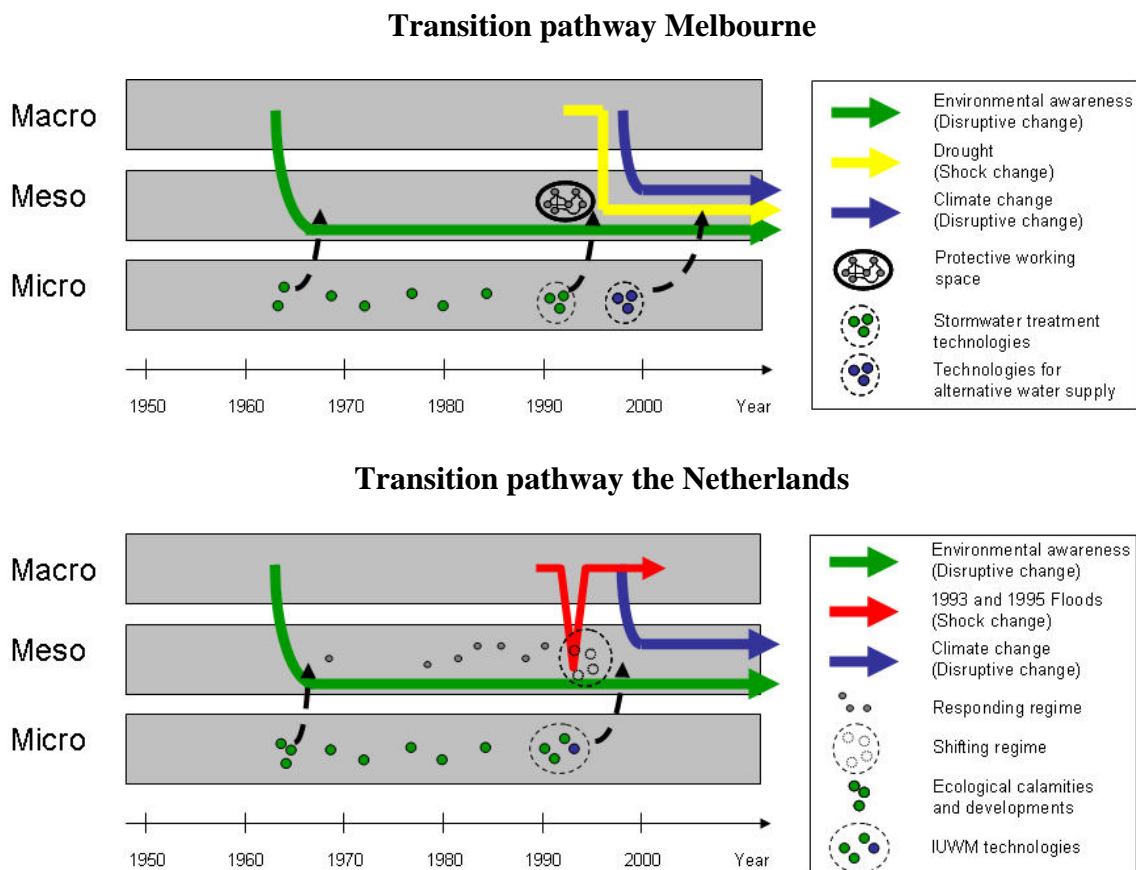 Transition pathway Melbourne
Macro
Meso
Micro
1950 1960 1970 1980 1990 2000 Year
Environmental awareness
(Disruptive change)
Drought
(Shock change)
Climate change
(Disruptive change)
Protective working
space
Stormwater treatment
technologies
Technologies for
alternative water supply
Transition pathway the Netherlands
Macro
Meso
Micro
1950 1960 1970 1980 1990 2000 Year
Environmental awareness
(Disruptive change)
1993 and 1995 Floods
(Shock change)
Climate change
(Disruptive change)
Responding regime
Shifting regime
Ecological calamities
and developments
IUWM technologies